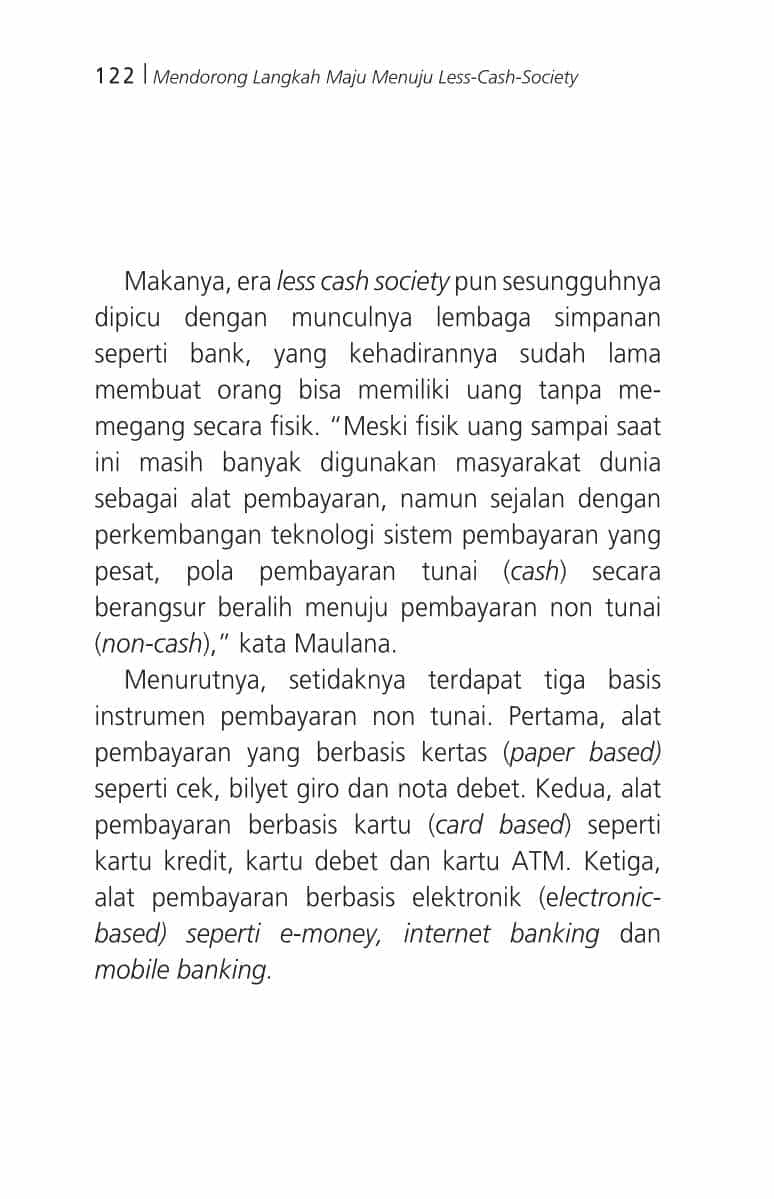 122 | Mendorong Langkah Maju Menuju Less-Cash-Society
Makanya, era less cash society pun sesungguhnya
dipicu dengan munculnya lembaga simpanan
seperti bank, yang kehadirannya sudah lama
membuat orang bisa memiliki uang tanpa me-
megang secara fisik. “Meski fisik uang sampai saat
ini masih banyak digunakan masyarakat dunia
sebagai alat pembayaran, namun sejalan dengan
perkembangan teknologi sistem pembayaran yang
pesat, pola pembayaran tunai (cash) secara
berangsur beralih menuju pembayaran non tunai
(non-cash),” kata Maulana.
Menurutnya, setidaknya terdapat tiga basis
instrumen pembayaran non tunai. Pertama, alat
pembayaran yang berbasis kertas (paper based)
seperti cek, bilyet giro dan nota debet. Kedua, alat
pembayaran berbasis kartu (card based) seperti
kartu kredit, kartu debet dan kartu ATM. Ketiga,
alat pembayaran berbasis elektronik (electronic-
based) seperti e-money, internet banking dan
mobile banking.